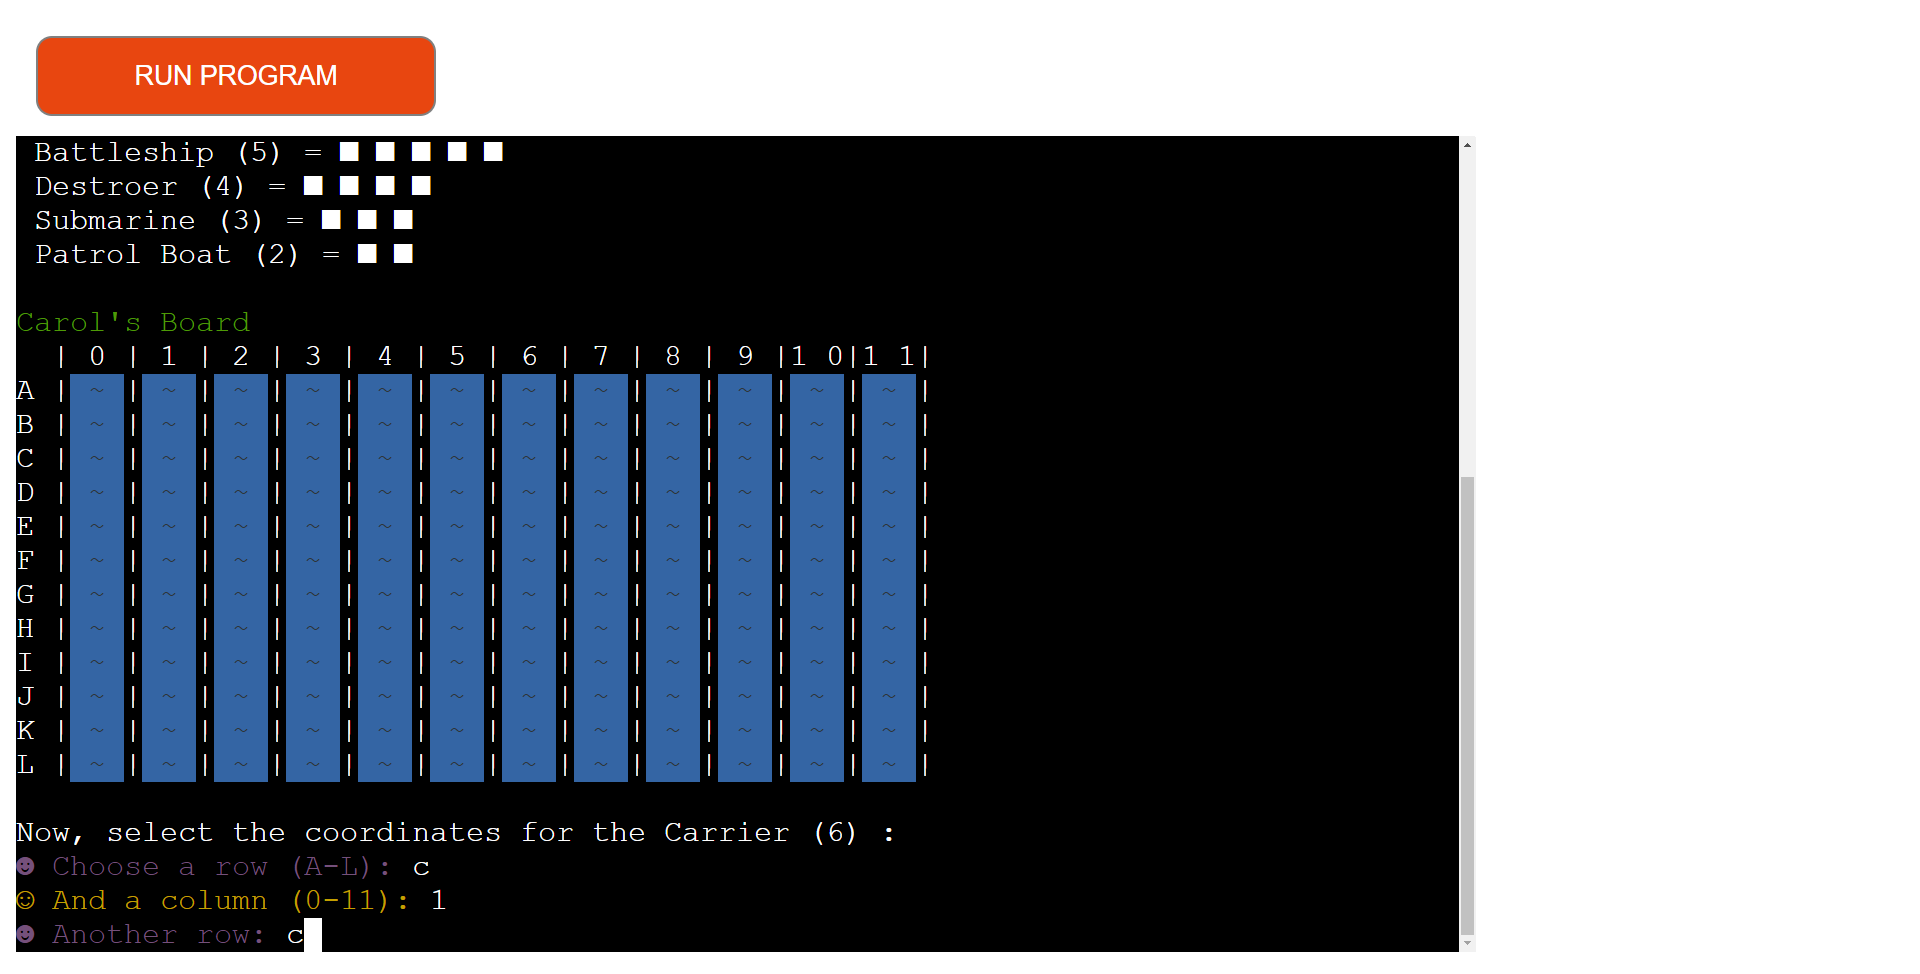 RUN PROGRAM
Battleship (5) = ■ ■ ■ ■ ■
Destroer (4) = ■ ■ ■ ■
Submarine (3) = ■ ■ ■
Patrol Boat (2) = ■ ■
Carol's Board
| 0 | 1 | 2 | 3 | 4 | 5 | 6 | 7 | 8 | 9 |1 0|1 1|
A | ~ | ~ | ~ | ~ | ~ | ~ | ~ | ~ | ~ | ~ | ~ | ~ |
B | ~ | ~ | ~ | ~ | ~ | ~ | ~ | ~ | ~ | ~ | ~ | ~ |
C | ~ | ~ | ~ | ~ | ~ | ~ | ~ | ~ | ~ | ~ | ~ | ~ |
D | ~ | ~ | ~ | ~ | ~ | ~ | ~ | ~ | ~ | ~ | ~ | ~ |
E | ~ | ~ | ~ | ~ | ~ | ~ | ~ | ~ | ~ | ~ | ~ | ~ |
F | ~ | ~ | ~ | ~ | ~ | ~ | ~ | ~ | ~ | ~ | ~ | ~ |
G | ~ | ~ | ~ | ~ | ~ | ~ | ~ | ~ | ~ | ~ | ~ | ~ |
H | ~ | ~ | ~ | ~ | ~ | ~ | ~ | ~ | ~ | ~ | ~ | ~ |
I | ~ | ~ | ~ | ~ | ~ | ~ | ~ | ~ | ~ | ~ | ~ | ~ |
J | ~ | ~ | ~ | ~ | ~ | ~ | ~ | ~ | ~ | ~ | ~ | ~ |
K | ~ | ~ | ~ | ~ | ~ | ~ | ~ | ~ | ~ | ~ | ~ | ~ |
L | ~ | ~ | ~ | ~ | ~ | ~ | ~ | ~ | ~ | ~ | ~ | ~ |
Now, select the coordinates for the Carrier (6) :
☻ Choose a row (A-L): c
☺ And a column (0-11): 1
☻ Another row: c